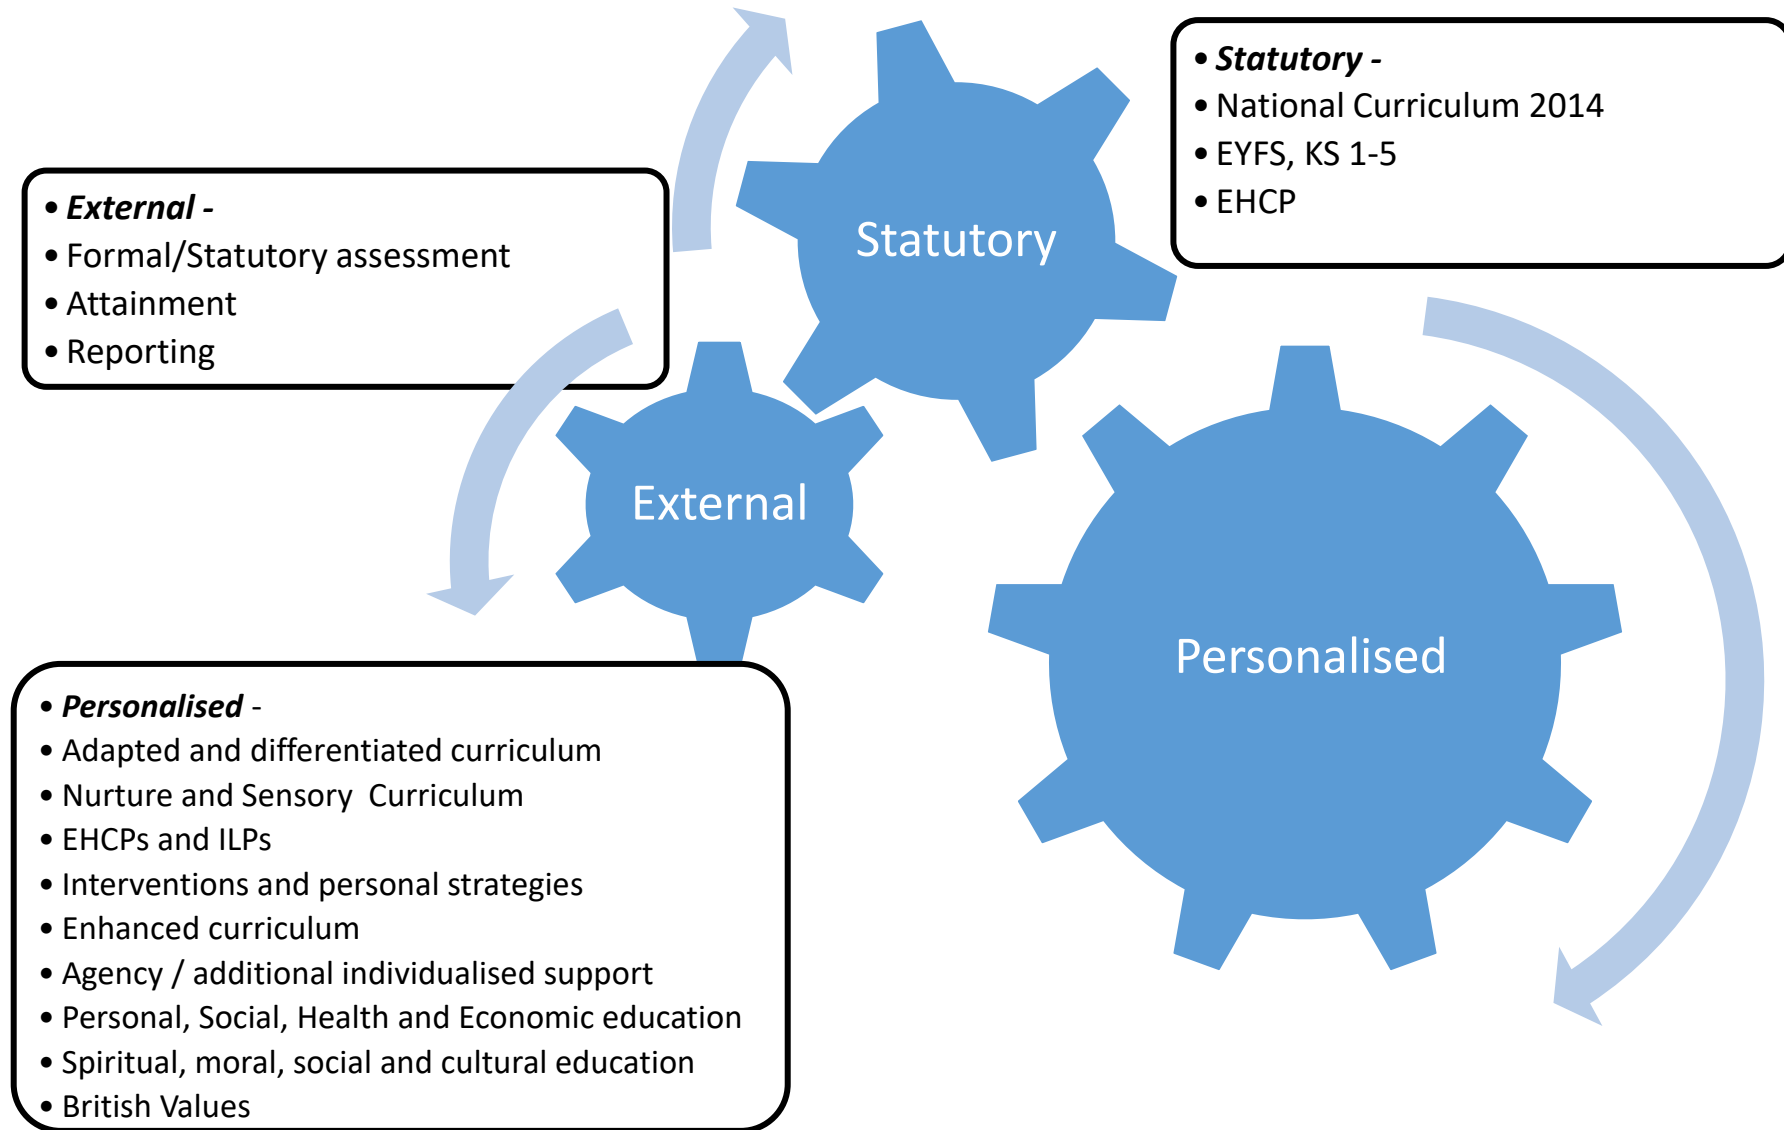 • Statutory -
• National Curriculum 2014
• EYFS, KS 1-5
• EHCP
• External -
• Formal/Statutory assessment
• Attainment
• Reporting
Statutory
External
Personalised
• Personalised -
• Adapted and differentiated curriculum
• Nurture and Sensory  Curriculum
• EHCPs and ILPs
• Interventions and personal strategies
• Enhanced curriculum
• Agency / additional individualised support
• Personal, Social, Health and Economic education
• Spiritual, moral, social and cultural education
• British Values